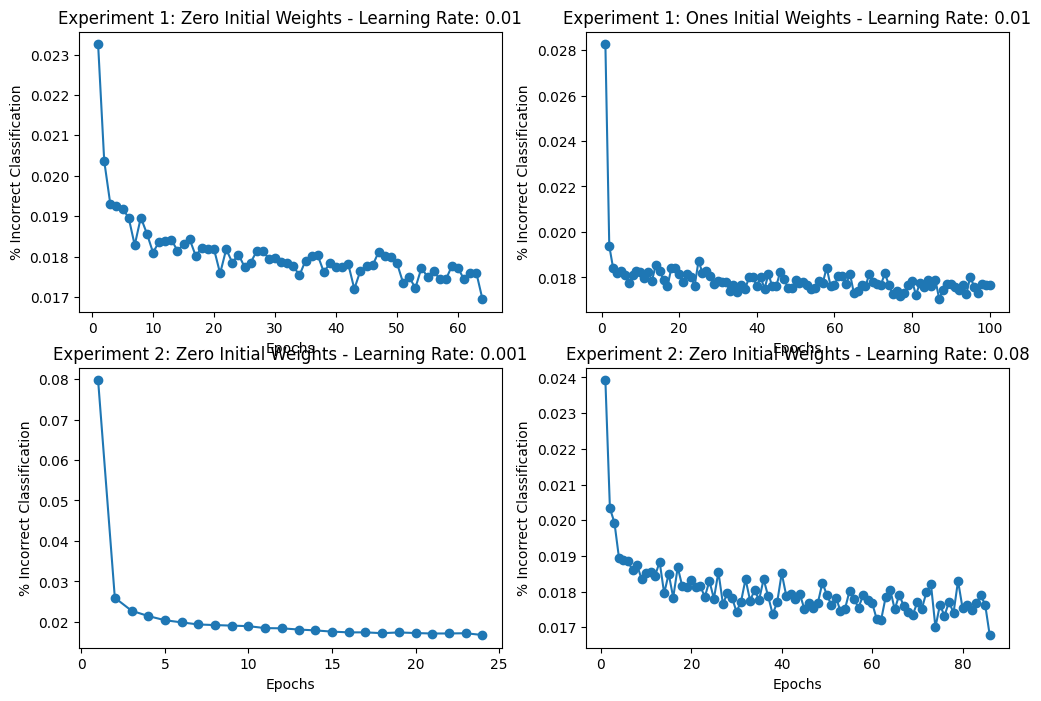 Experiment 1: Zero Initial Weights - Learning Rate: 0.01
% Incorrect Classification
0.023
0.022
0.021
0.020
0.019
0.018
0.017
0 10 20 30 40 50 60
Epochs
Experiment 1: Ones Initial Weights - Learning Rate: 0.01
% Incorrect Classification
0.028
0.026
0.024
0.022
0.020
0.018
0 20 40 60 80 100
Epochs
Experiment 2: Zero Initial Weights - Learning Rate: 0.001
% Incorrect Classification
0.08
0.07
0.06
0.05
0.04
0.03
0.02
0 5 10 15 20 25
Epochs
Experiment 2: Zero Initial Weights - Learning Rate: 0.08
% Incorrect Classification
0.024
0.023
0.022
0.021
0.020
0.019
0.018
0.017
0 20 40 60 80
Epochs